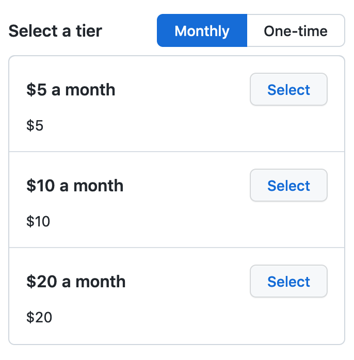 Select a tier Monthly One-time
$5 a month Select
$5
$10 a month Select
$10
$20 a month Select
$20